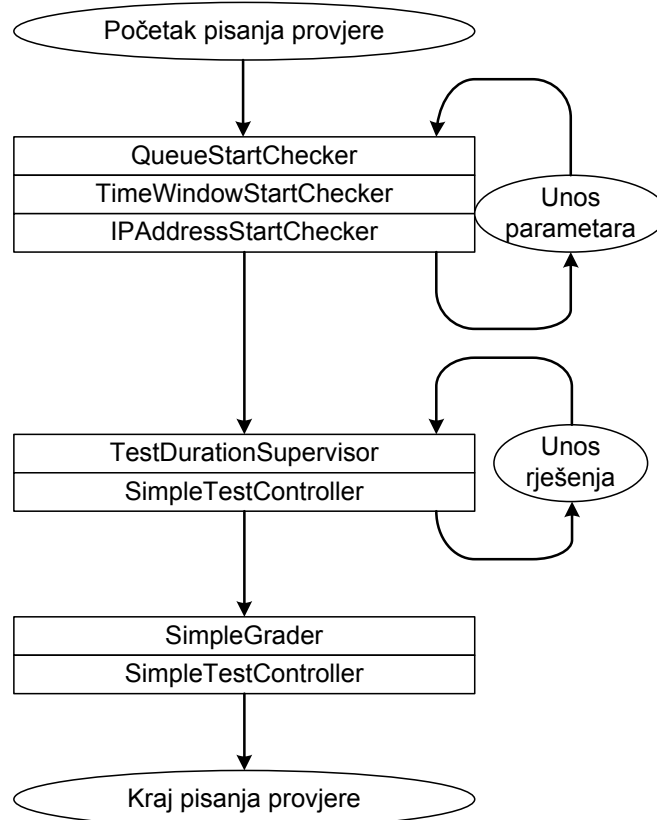 Početak pisanja provjere
QueueStartChecker
TimeWindowStartChecker
IPAddressStartChecker
Unos
parametara
TestDurationSupervisor
SimpleTestController
Unos
rješenja
SimpleGrader
SimpleTestController
Kraj pisanja provjere